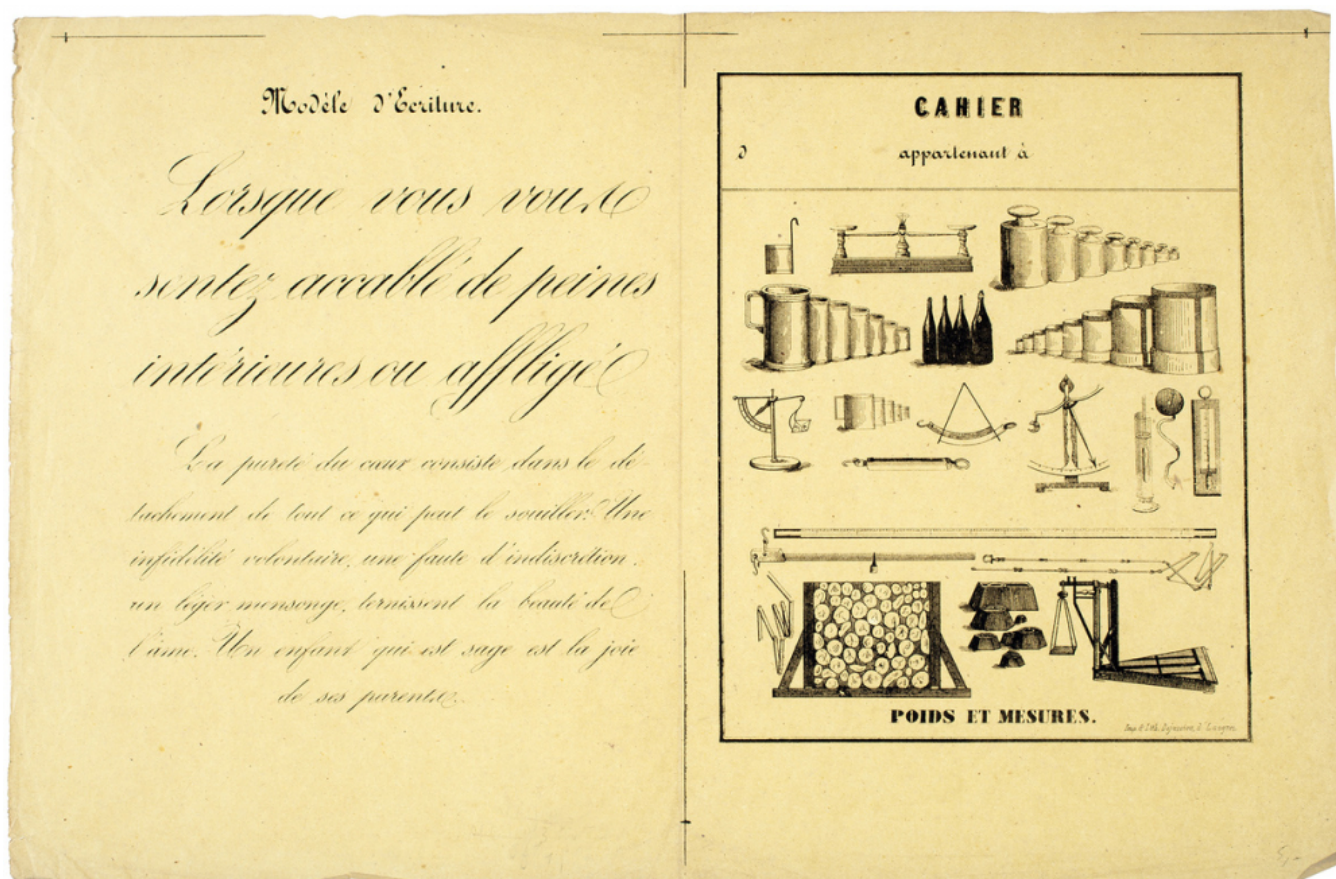 Modèle d'Ecriture.
Lorsque vous vous
sentez accablé de peines
intérieures ou affligé
La pureté du cœur consiste dans le dé-
tachement de tout ce qui peut le souiller. Une
infidélité volontaire, une faute d'indiscrétion,
un léger mensonge, ternissent la beauté de
l'âme. Un enfant qui est sage est la joie
de ses parents.
CAHIER
d appartenant à
POIDS ET MESURES.
Imp. & Lith.